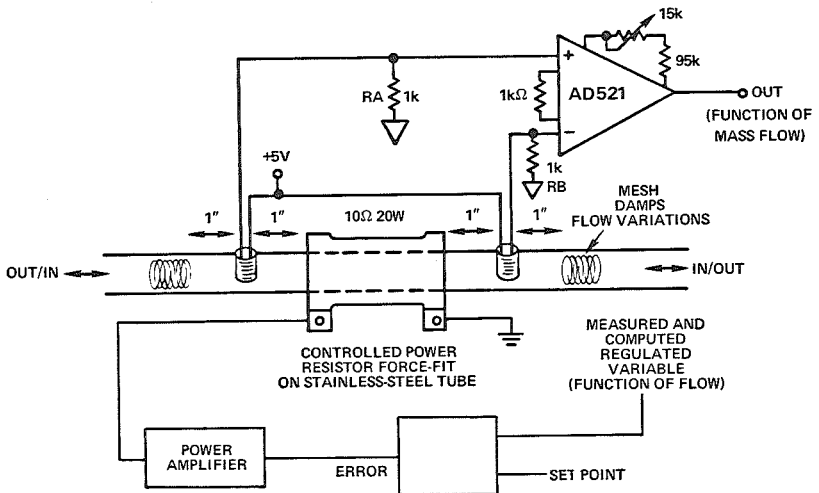 15k
+
95k
RA
1k
1kΩ
AD521
OUT
(FUNCTION OF
MASS FLOW)
−
+5V
1k
RB
MESH
DAMPS
FLOW VARIATIONS
1"
1"
10Ω 20W
1"
1"
OUT/IN
IN/OUT
CONTROLLED POWER
RESISTOR FORCE-FIT
ON STAINLESS-STEEL TUBE
MEASURED AND
COMPUTED
REGULATED
VARIABLE
(FUNCTION OF FLOW)
POWER
AMPLIFIER
ERROR
SET POINT